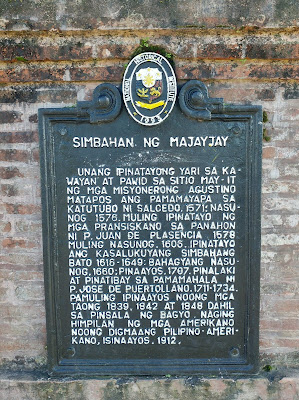 NATIONAL HISTORICAL INSTITUTE
1993
SIMBAHAN NG MAJAYJAY
UNANG IPINATAYONG YARI SA KA-
WAYAN AT PAWID SA SITIO MAY-IT
NG MGA MISYONERONG AGUSTINO
MATAPOS ANG PAMAMAYAPA SA
KATUTUBO NI SALCEDO, 1571; NASU-
NOG, 1576. MULING IPINATAYO NG
MGA PRANSISKANO SA PANAHON
NI P. JUAN DE PLASENCIA 1578
MULING NASUNOG, 1606. IPINATAYO
ANG KASALUKUYANG SIMBAHANG
BATO 1616-1649; BAHAGYANG NASU-
NOG, 1660; PINAAYOS, 1707. PINALAKI
AT PINATIBAY SA PAMAMAHALA NI
P. JOSE DE PUERTOLLANO, 1711-1734.
PAMULING IPINAAYOS NOONG MGA
TAONG 1839, 1842 AT 1848 DAHIL
SA PINSALA NG BAGYO. NAGING
HIMPILAN NG MGA AMERIKANO
NOONG DIGMAANG PILIPINO-AMERI-
KANO, ISINAAYOS, 1912.